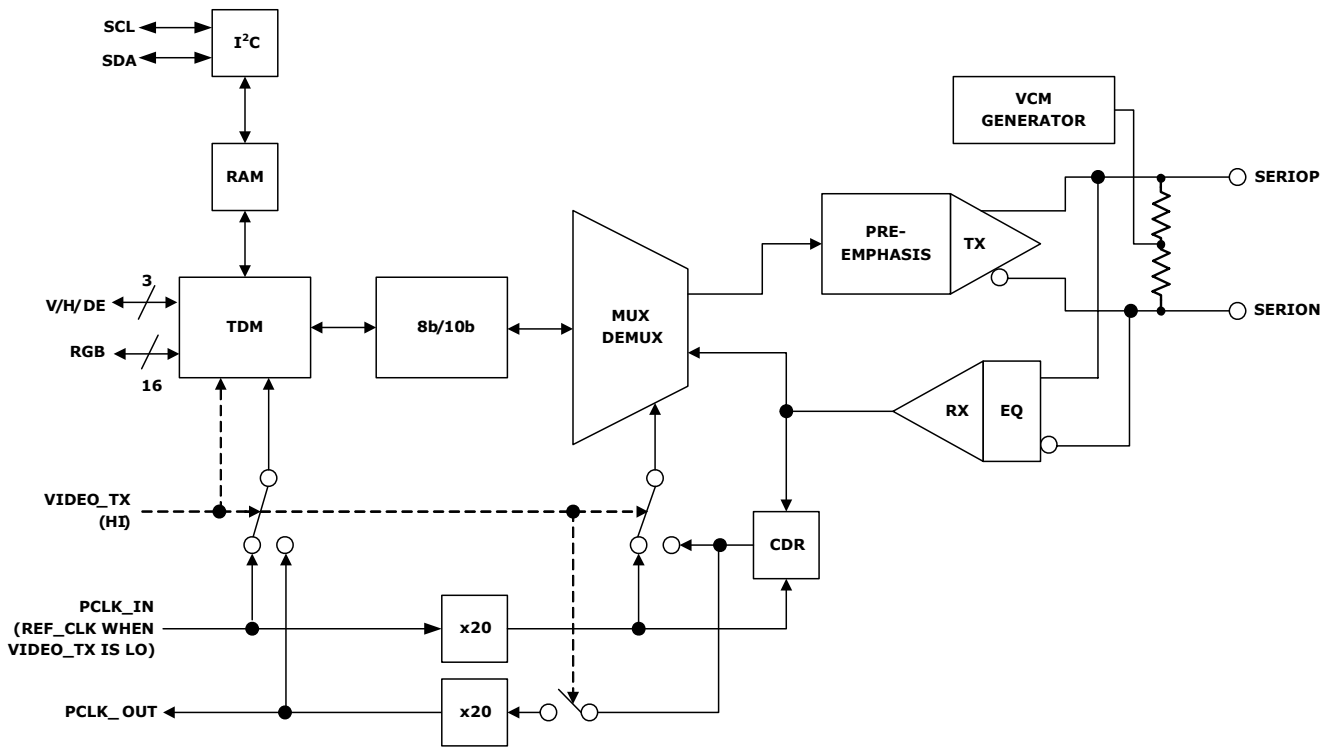 SCL
SDA
I²C
RAM
VCM
GENERATOR
SERIOP
PRE-
EMPHASIS
TX
3
V/H/DE
RGB
16
TDM
8b/10b
MUX
DEMUX
SERION
RX
EQ
VIDEO_TX
(HI)
CDR
PCLK_IN
(REF_CLK WHEN
VIDEO_TX IS LO)
x20
PCLK_OUT
x20